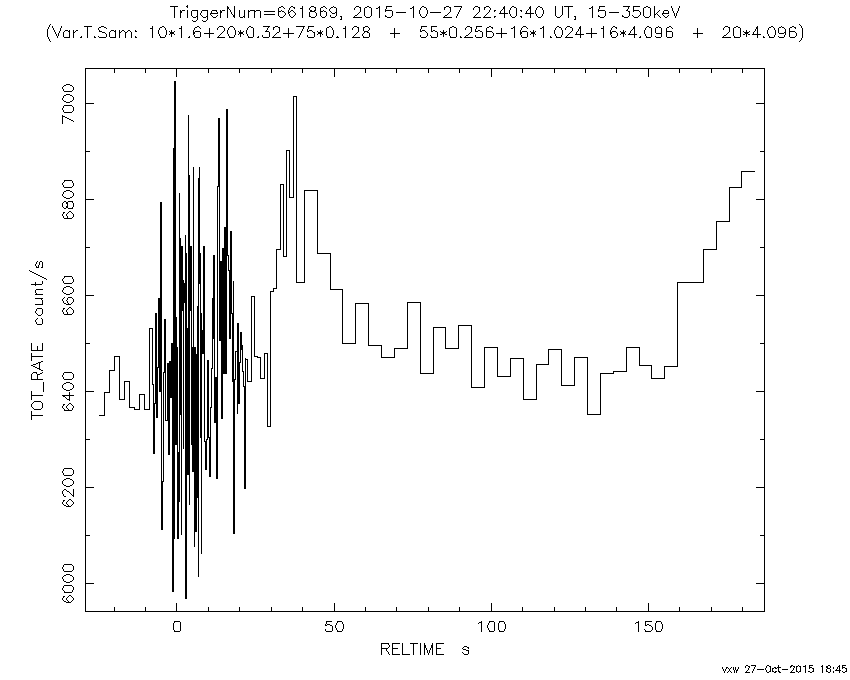 TriggerNum=661869, 2015-10-27 22:40:40 UT, 15-350keV
(Var.T.Sam: 10*1.6+20*0.32+75*0.128 + 55*0.256+16*1.024+16*4.096 + 20*4.096)
TOT_RATE count/s
7000
6800
6600
6400
6200
6000
0 50 100 150
RELTIME s
vxw 27-Oct-2015 18:45